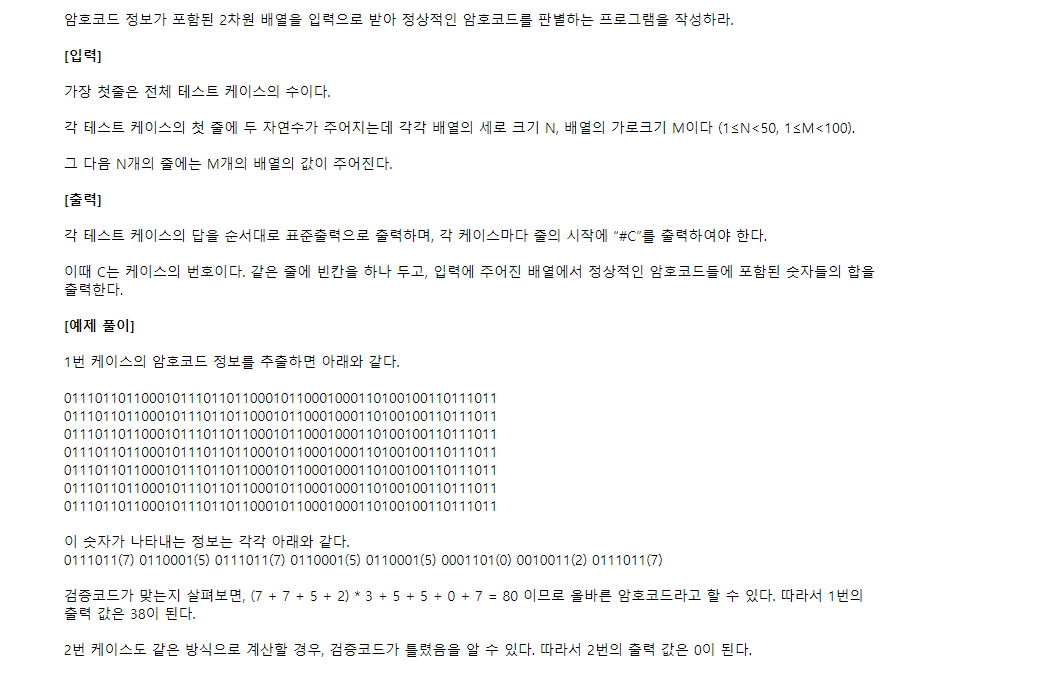 암호코드 정보가 포함된 2차원 배열을 입력으로 받아 정상적인 암호코드를 판별하는 프로그램을 작성하라.
[입력]
가장 첫줄은 전체 테스트 케이스의 수이다.
각 테스트 케이스의 첫 줄에 두 자연수가 주어지는데 각각 배열의 세로 크기 N, 배열의 가로크기 M이다 (1≤N<50, 1≤M<100).
그 다음 N개의 줄에는 M개의 배열의 값이 주어진다.
[출력]
각 테스트 케이스의 답을 순서대로 표준출력으로 출력하며, 각 케이스마다 줄의 시작에 “#C”를 출력하여야 한다.
이때 C는 케이스의 번호이다. 같은 줄에 빈칸을 하나 두고, 입력에 주어진 배열에서 정상적인 암호코드들에 포함된 숫자들의 합을
출력한다.
[예제 풀이]
1번 케이스의 암호코드 정보를 추출하면 아래와 같다.
01110110110001011101101100010110001000110100100110111011
01110110110001011101101100010110001000110100100110111011
01110110110001011101101100010110001000110100100110111011
01110110110001011101101100010110001000110100100110111011
01110110110001011101101100010110001000110100100110111011
01110110110001011101101100010110001000110100100110111011
01110110110001011101101100010110001000110100100110111011
이 숫자가 나타내는 정보는 각각 아래와 같다.
0111011(7) 0110001(5) 0111011(7) 0110001(5) 0110001(5) 0001101(0) 0010011(2) 0111011(7)
검증코드가 맞는지 살펴보면, (7 + 7 + 5 + 2) * 3 + 5 + 5 + 0 + 7 = 80 이므로 올바른 암호코드라고 할 수 있다. 따라서 1번의
출력 값은 38이 된다.
2번 케이스도 같은 방식으로 계산할 경우, 검증코드가 틀렸음을 알 수 있다. 따라서 2번의 출력 값은 0이 된다.